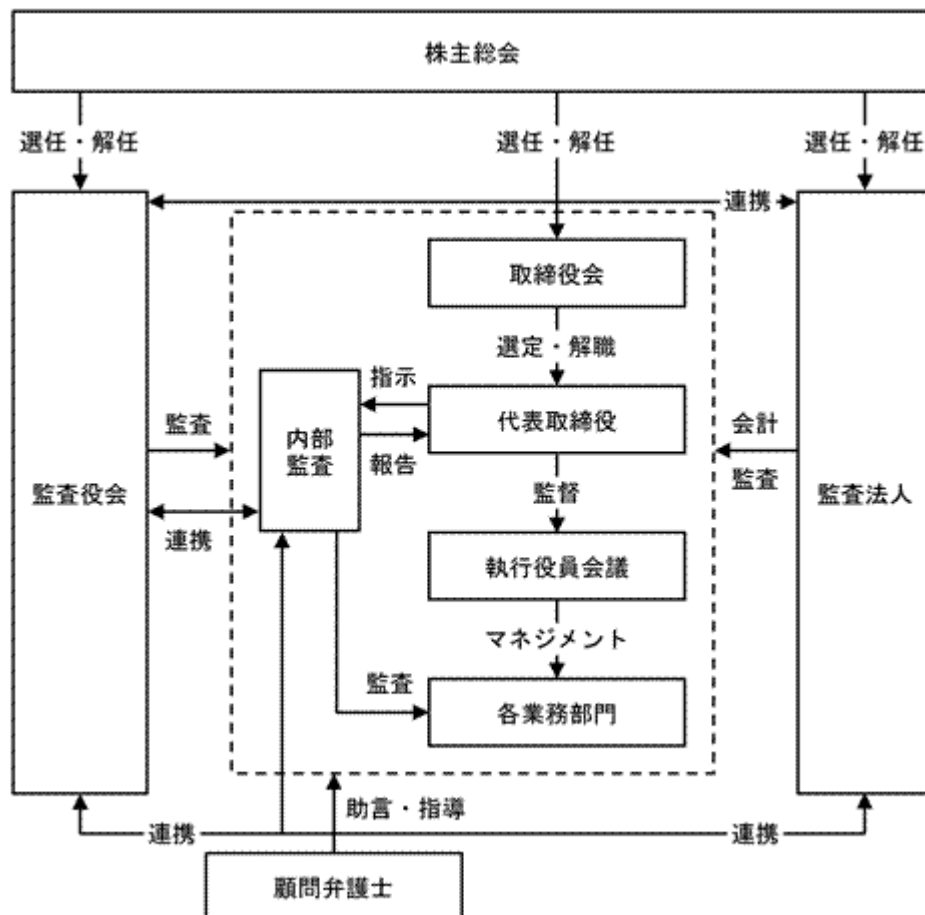 株主総会
選任・解任
選任・解任
選任・解任
連携
取締役会
選定・解職
指示
代表取締役
内部
監査
報告
監査
会計
監査
監査役会
監査法人
監督
連携
執行役員会議
マネジメント
監査
各業務部門
助言・指導
連携
連携
顧問弁護士